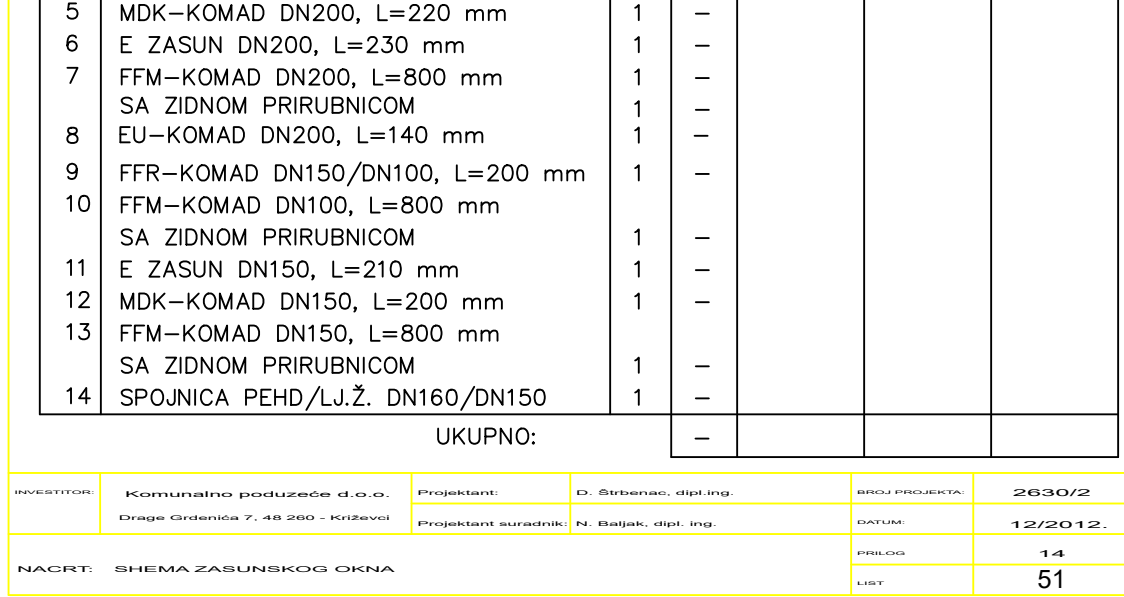 5 MDK–KOMAD DN200, L=220 mm 1 –
6 E ZASUN DN200, L=230 mm 1 –
7 FFM–KOMAD DN200, L=800 mm 1 –
SA ZIDNOM PRIRUBNICOM 1 –
8 EU–KOMAD DN200, L=140 mm 1 –
9 FFR–KOMAD DN150/DN100, L=200 mm 1 –
10 FFM–KOMAD DN100, L=800 mm
SA ZIDNOM PRIRUBNICOM 1 –
11 E ZASUN DN150, L=210 mm 1 –
12 MDK–KOMAD DN150, L=200 mm 1 –
13 FFM–KOMAD DN150, L=800 mm
SA ZIDNOM PRIRUBNICOM 1 –
14 SPOJNICA PEHD/LJ.Ž. DN160/DN150 1 –
UKUPNO: –
INVESTITOR: Komunalno poduzeće d.o.o. Projektant: D. Štrbenac, dipl.ing. BROJ PROJEKTA: 2630/2
Drage Grdenića 7, 48 260 - Križevci Projektant suradnik: N. Baljak, dipl. ing. DATUM: 12/2012.
NACRT: SHEMA ZASUNSKOG OKNA PRILOG 14
LIST 51